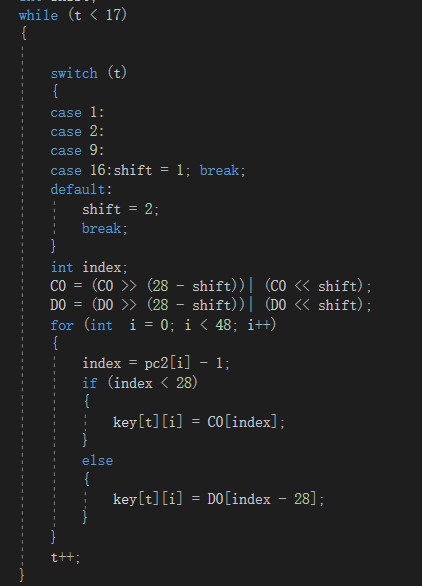 while (t < 17)
{
switch (t)
{
case 1:
case 2:
case 9:
case 16:shift = 1; break;
default:
shift = 2;
break;
}
int index;
C0 = (C0 >> (28 - shift))| (C0 << shift);
D0 = (D0 >> (28 - shift))| (D0 << shift);
for (int  i = 0; i < 48; i++)
{
index = pc2[i] - 1;
if (index < 28)
{
key[t][i] = C0[index];
}
else
{
key[t][i] = D0[index - 28];
}
}
t++;
}